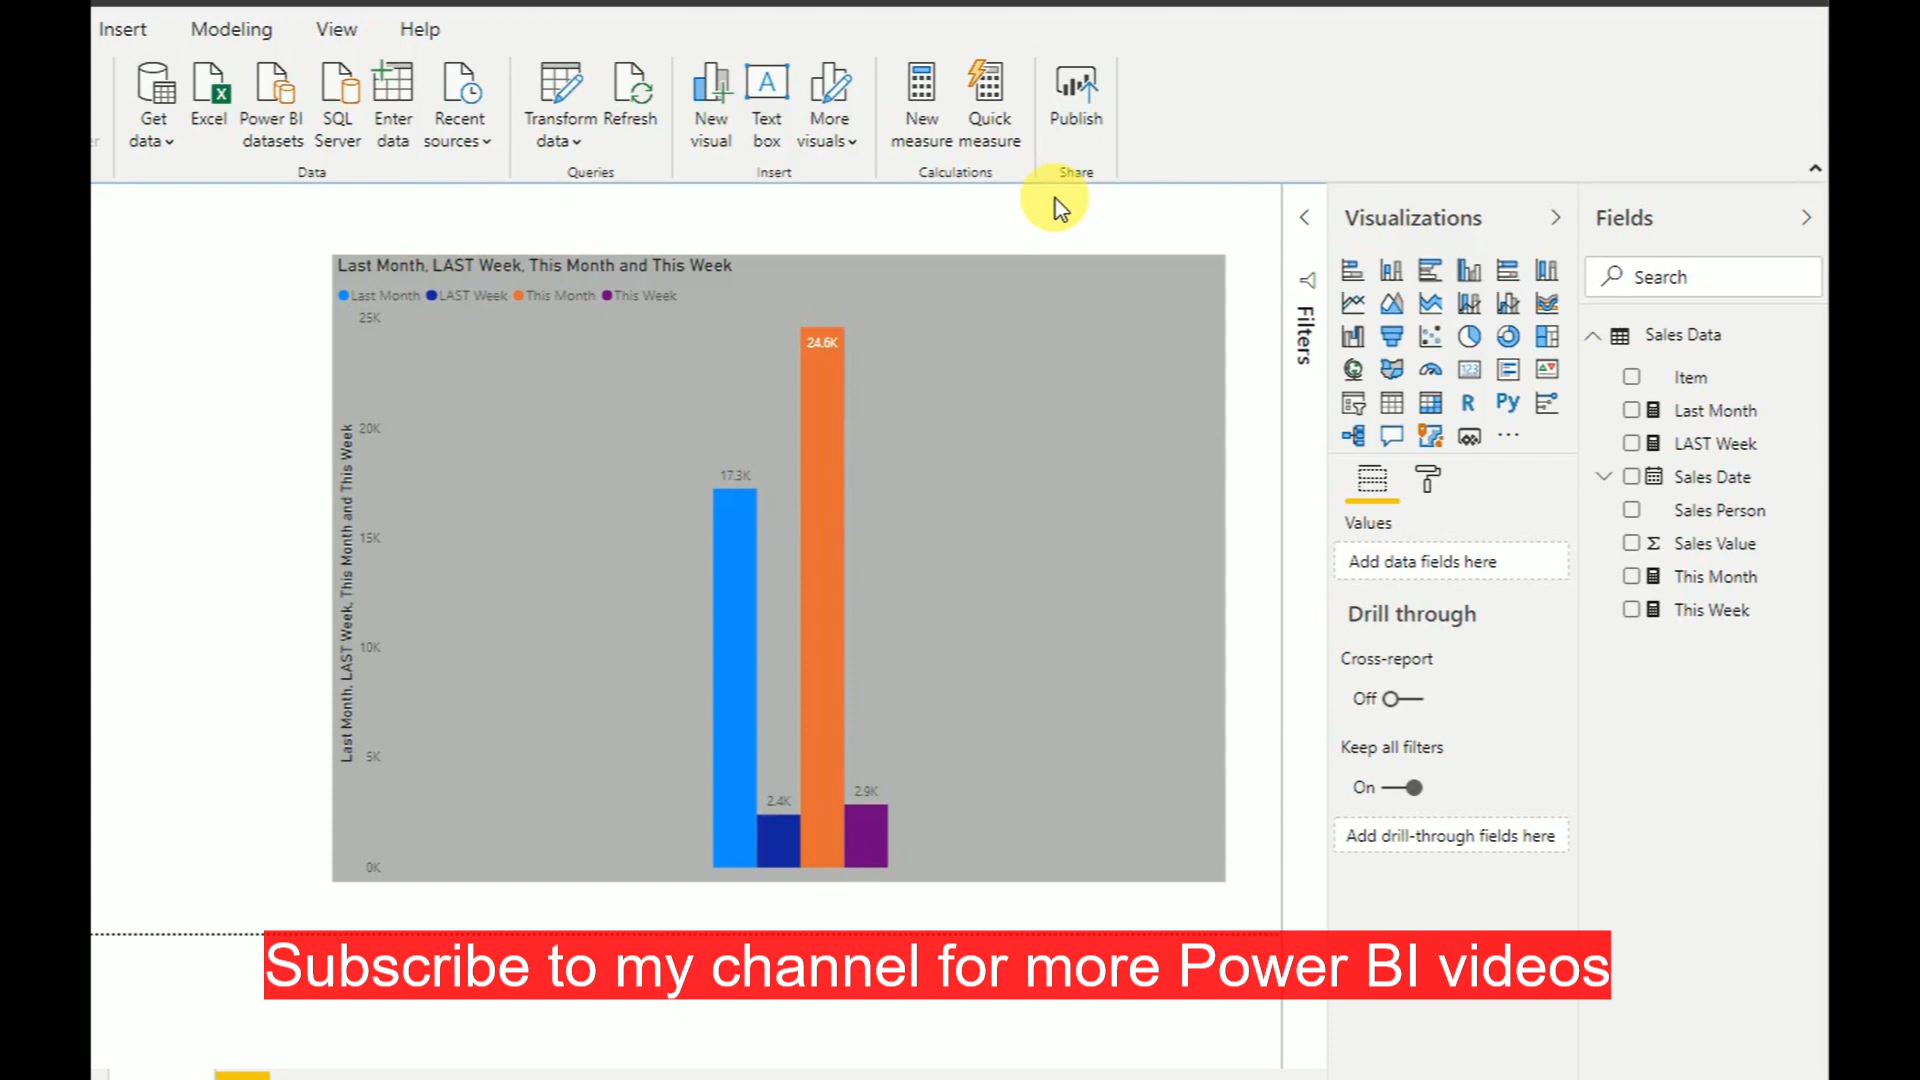 Insert Modeling View Help
Get data
Excel
Power BI datasets
SQL Server
Enter data
Recent sources
Transform data
Refresh
New visual
Text box
More visuals
New measure
Quick measure
Publish
Data
Queries
Insert
Calculations
Share
Last Month, LAST Week, This Month and This Week
Last Month LAST Week This Month This Week
25K
20K
15K
10K
5K
0K
Last Month, LAST Week, This Month and This Week
17.3K
2.4K
24.6K
2.9K
Filters
Visualizations
R
Py
123
...
Values
Add data fields here
Drill through
Cross-report
Off
Keep all filters
On
Add drill-through fields here
Fields
Search
Sales Data
Item
Last Month
LAST Week
Sales Date
Sales Person
Σ Sales Value
This Month
This Week
Subscribe to my channel for more Power BI videos